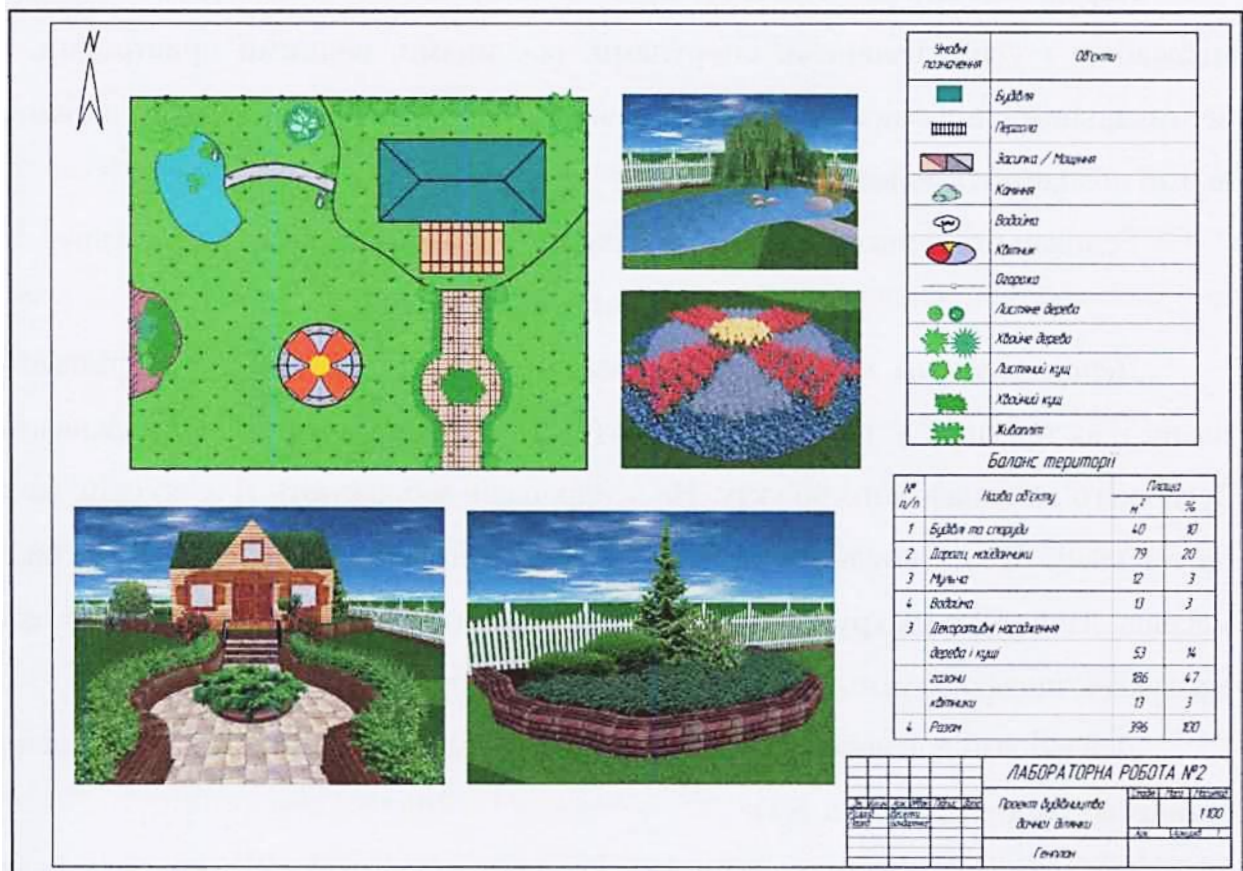 N
Умовні позначення Об'єкти
Будівля
Пергола
Засипка / Мощення
Каміння
Водойма
Квітник
Огорожа
Листяне дерево
Хвойне дерево
Листяний кущ
Хвойний кущ
Живопліт
Баланс території
№ п/п Назва об'єкту Площа
м² %
1 Будівлі та споруди 40 10
2 Дороги, майданчики 79 20
3 Мульча 12 3
4 Водойма 13 3
3 Декоративні насадження
дерева і кущі 53 14
газони 186 47
квітники 13 3
4 Разом 396 100
ЛАБОРАТОРНА РОБОТА №2
Проект будівництва дачної ділянки
1:100
Генплан